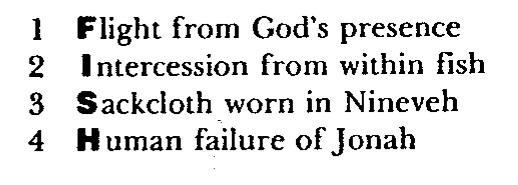 1 Flight from God's presence
2 Intercession from within fish
3 Sackcloth worn in Nineveh
4 Human failure of Jonah